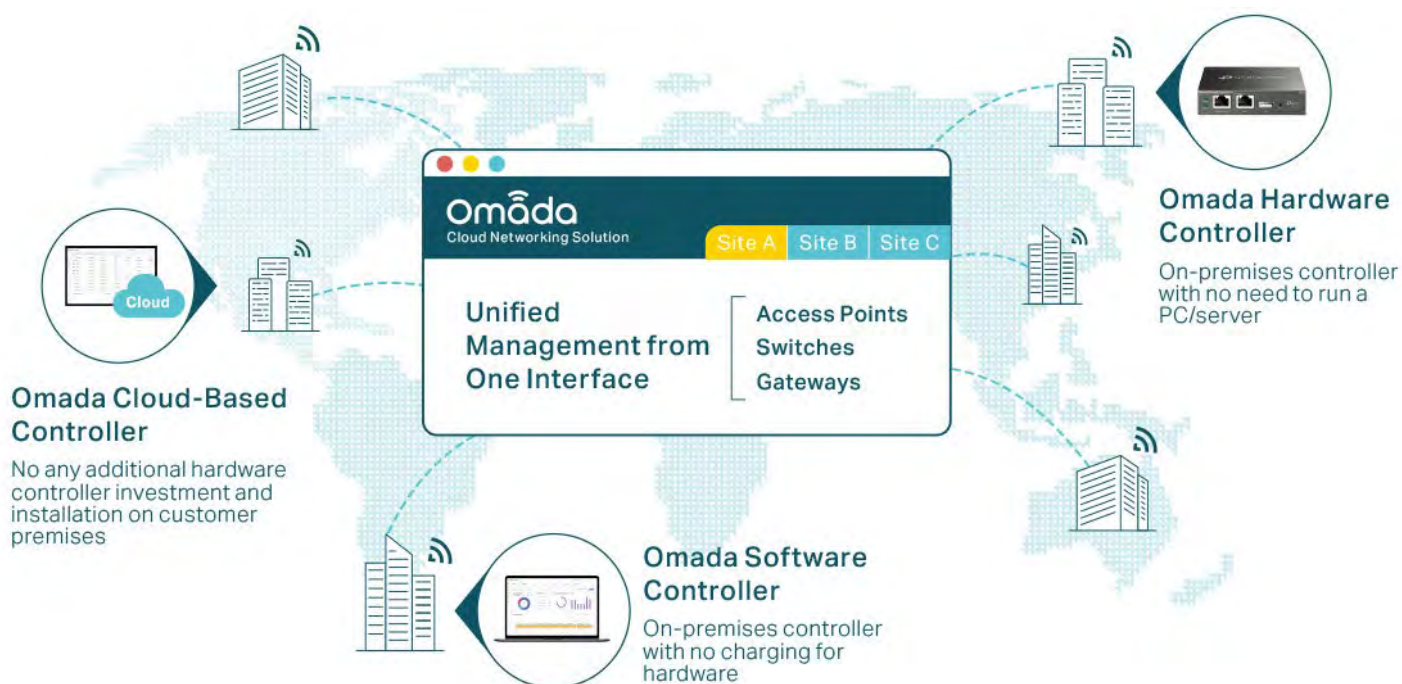 Omada
Cloud Networking Solution
Site A
Site B
Site C
Unified
Management from
One Interface
Access Points
Switches
Gateways
Cloud
Omada Cloud-Based
Controller
No any additional hardware
controller investment and
installation on customer
premises
Omada Hardware
Controller
On-premises controller
with no need to run a
PC/server
Omada Software
Controller
On-premises controller
with no charging for
hardware